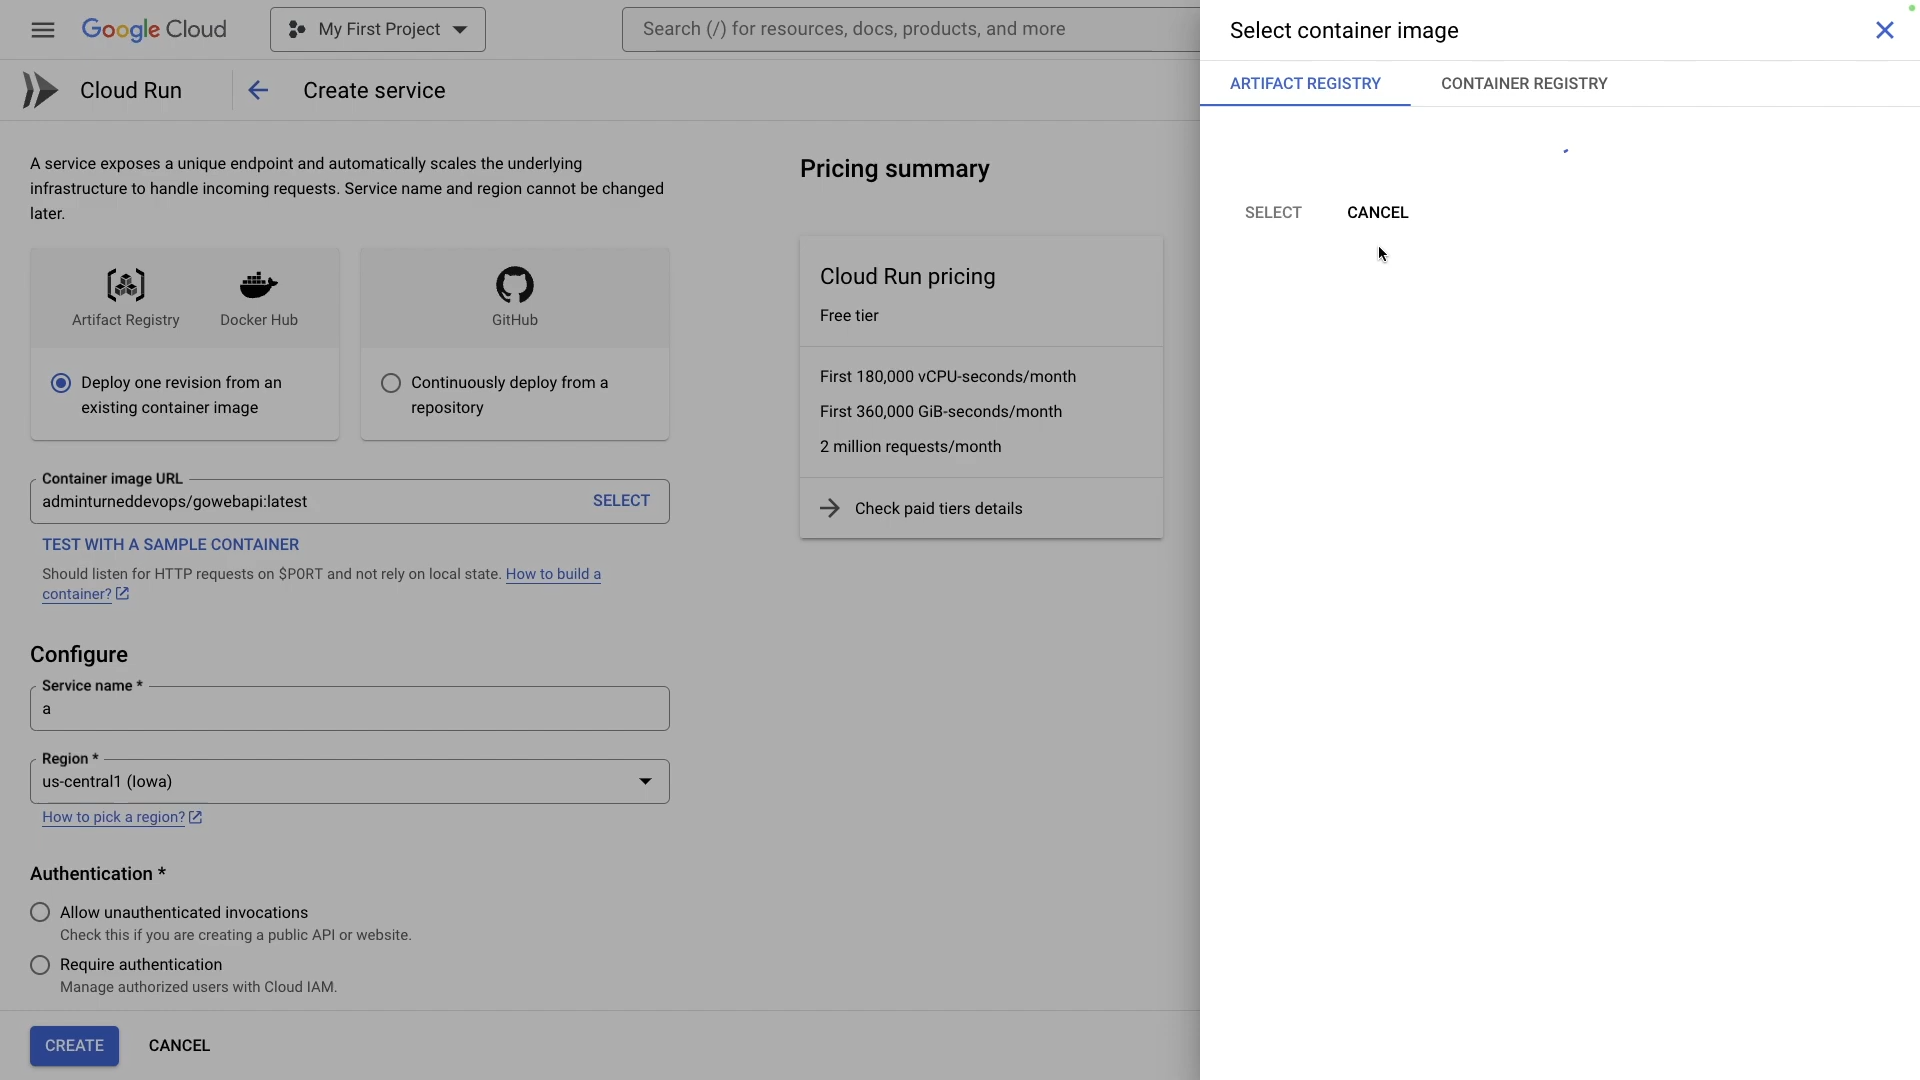 Google Cloud
My First Project
Search (/) for resources, docs, products, and more
Cloud Run
Create service
A service exposes a unique endpoint and automatically scales the underlying
infrastructure to handle incoming requests. Service name and region cannot be changed
later.
Artifact Registry
Docker Hub
GitHub
Deploy one revision from an
existing container image
Continuously deploy from a
repository
Container image URL
adminturneddevops/gowebapi:latest
SELECT
TEST WITH A SAMPLE CONTAINER
Should listen for HTTP requests on $PORT and not rely on local state. How to build a
container?
Configure
Service name *
a
Region *
us-central1 (Iowa)
How to pick a region?
Authentication *
Allow unauthenticated invocations
Check this if you are creating a public API or website.
Require authentication
Manage authorized users with Cloud IAM.
CREATE
CANCEL
Pricing summary
Cloud Run pricing
Free tier
First 180,000 vCPU-seconds/month
First 360,000 GiB-seconds/month
2 million requests/month
Check paid tiers details
Select container image
ARTIFACT REGISTRY
CONTAINER REGISTRY
SELECT
CANCEL